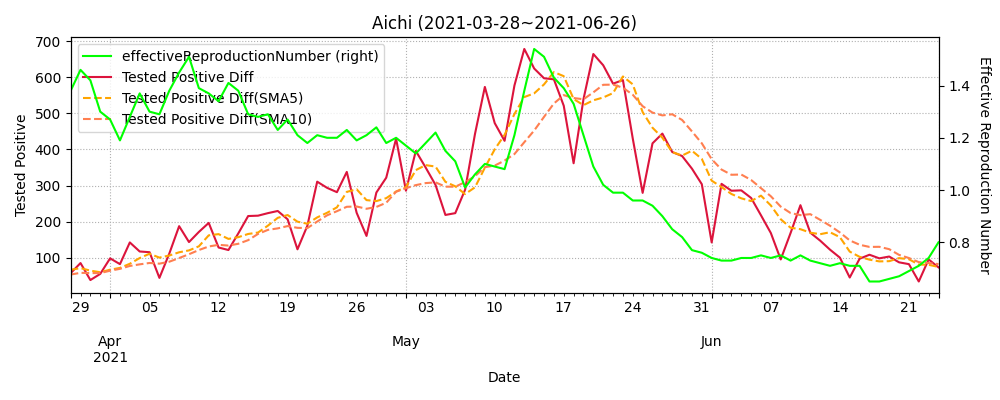 Aichi (2021-03-28~2021-06-26)
effectiveReproductionNumber (right)
Tested Positive Diff
Tested Positive Diff(SMA5)
Tested Positive Diff(SMA10)
Tested Positive
700
600
500
400
300
200
100
1.4
1.2
1.0
0.8
Effective Reproduction Number
29 05 12 19 26 03 10 17 24 31 07 14 21
Apr May Jun
2021
Date